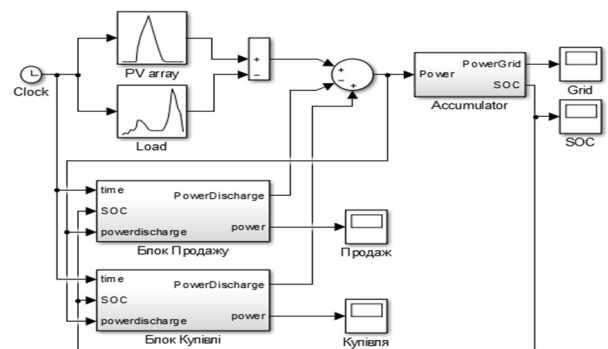 Clock
PV array
Load
+
−
+
−
+
Power
PowerGrid
SOC
Accumulator
Grid
SOC
time
SOC
powerdischarge
PowerDischarge
power
Блок Продажу
Продаж
time
SOC
powerdischarge
PowerDischarge
power
Блок Купівлі
Купівля